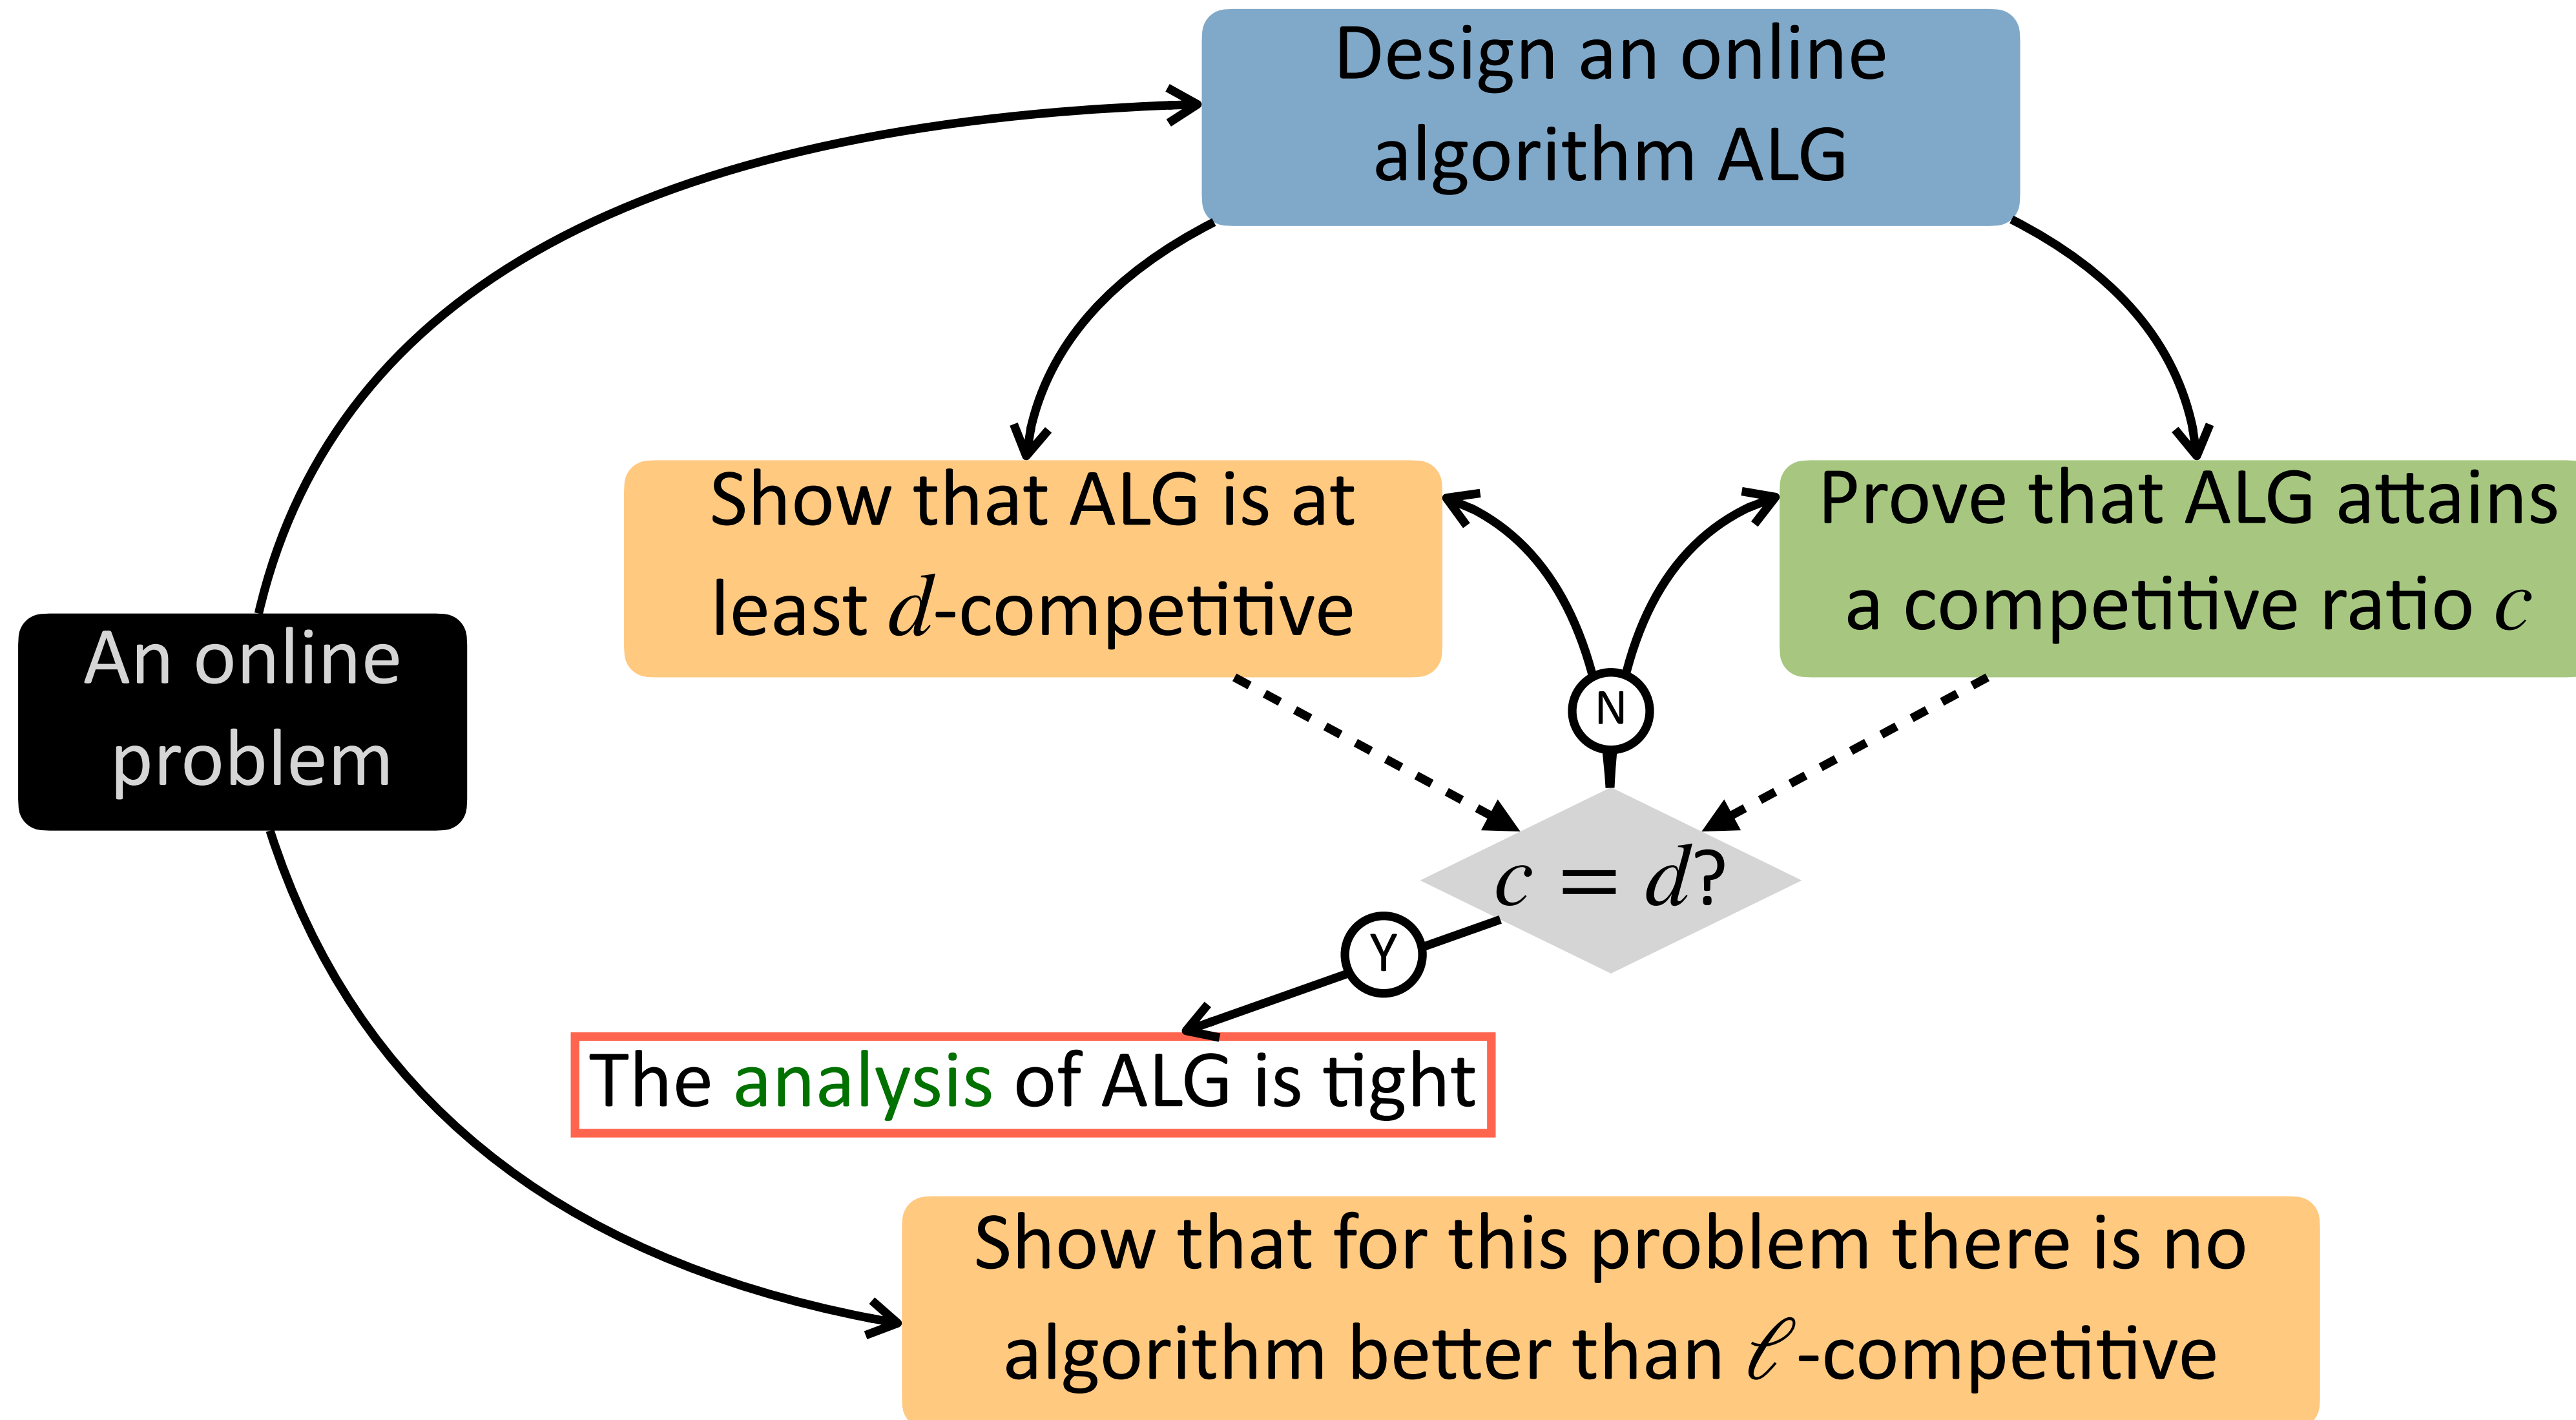 Design an online
algorithm ALG
Show that ALG is at
least d-competitive
Prove that ALG attains
a competitive ratio c
An online
problem
N
c = d?
Y
The analysis of ALG is tight
Show that for this problem there is no
algorithm better than ℓ-competitive